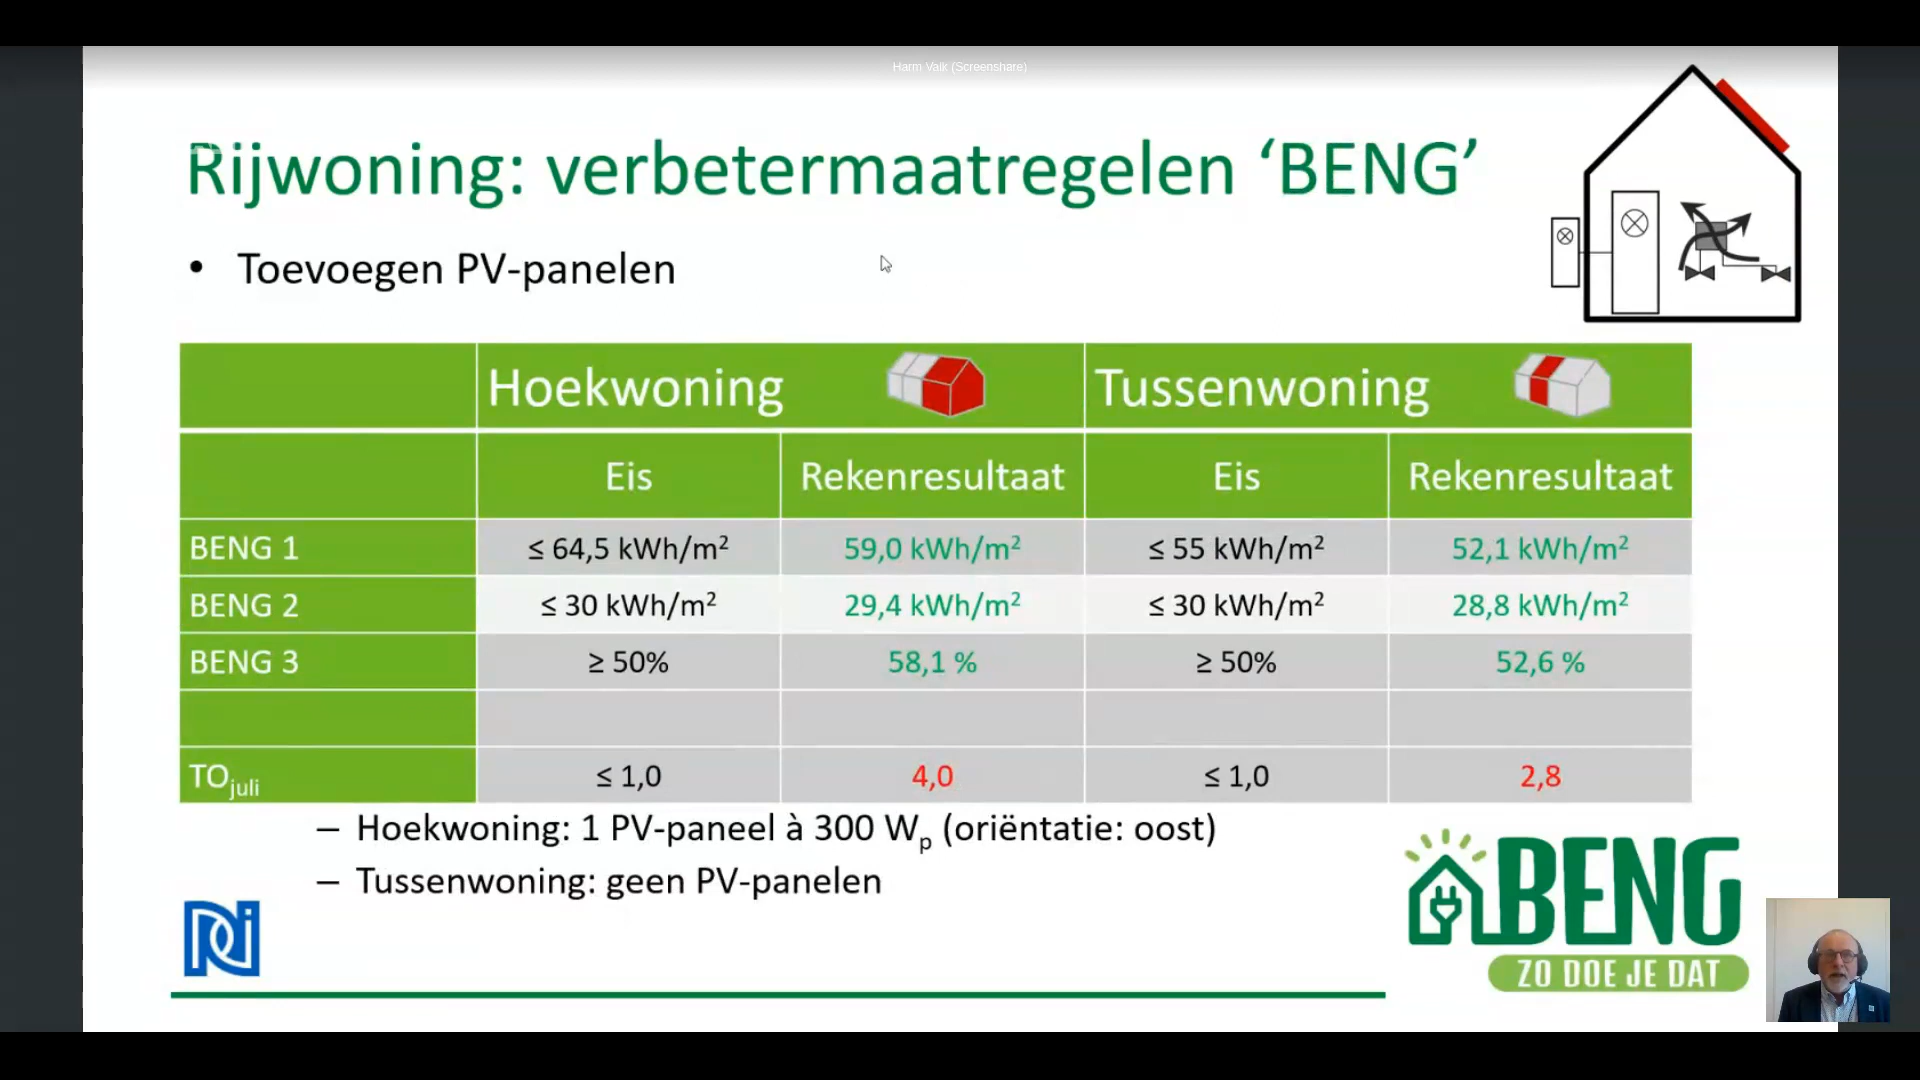 Harm Valk (Screenshare)
Rijwoning: verbetermaatregelen ‘BENG’
• Toevoegen PV-panelen
Hoekwoning Tussenwoning
Eis Rekenresultaat Eis Rekenresultaat
BENG 1 ≤ 64,5 kWh/m² 59,0 kWh/m² ≤ 55 kWh/m² 52,1 kWh/m²
BENG 2 ≤ 30 kWh/m² 29,4 kWh/m² ≤ 30 kWh/m² 28,8 kWh/m²
BENG 3 ≥ 50% 58,1 % ≥ 50% 52,6 %
TOjuli ≤ 1,0 4,0 ≤ 1,0 2,8
– Hoekwoning: 1 PV-paneel à 300 Wp (oriëntatie: oost)
– Tussenwoning: geen PV-panelen
BENG
ZO DOE JE DAT